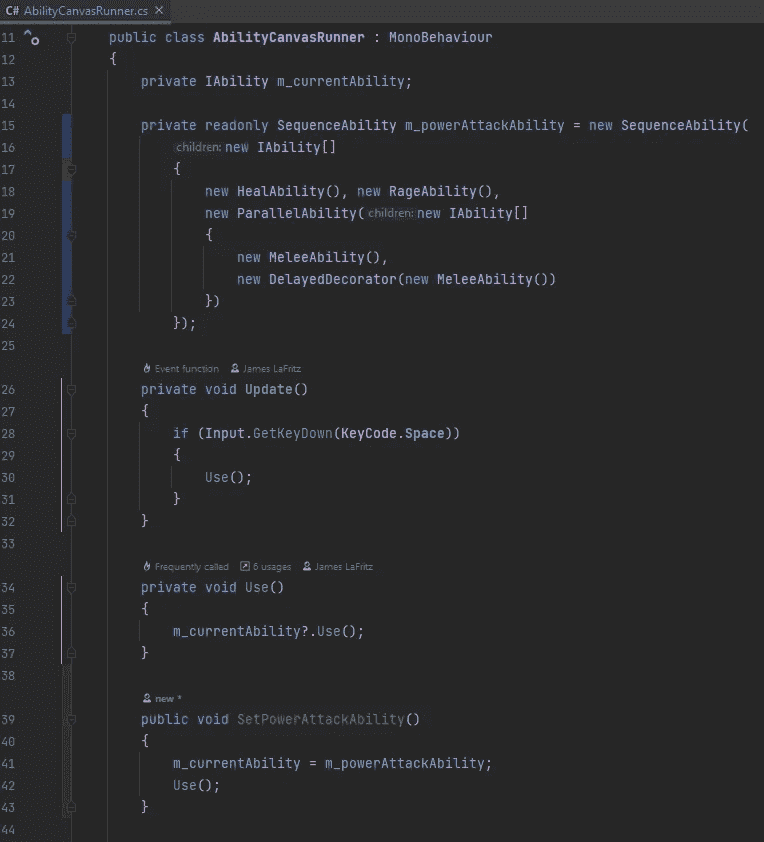 C# AbilityCanvasRunner.cs ×
11 public class AbilityCanvasRunner : MonoBehaviour
12 {
13 private IAbility m_currentAbility;
14
15 private readonly SequenceAbility m_powerAttackAbility = new SequenceAbility(
16 children: new IAbility[]
17 {
18 new HealAbility(), new RageAbility(),
19 new ParallelAbility( children: new IAbility[]
20 {
21 new MeleeAbility(),
22 new DelayedDecorator(new MeleeAbility())
23 })
24 });
25
Event function James LaFritz
26 private void Update()
27 {
28 if (Input.GetKeyDown(KeyCode.Space))
29 {
30 Use();
31 }
32 }
33
Frequently called 6 usages James LaFritz
34 private void Use()
35 {
36 m_currentAbility?.Use();
37 }
38
new *
39 public void SetPowerAttackAbility()
40 {
41 m_currentAbility = m_powerAttackAbility;
42 Use();
43 }
44